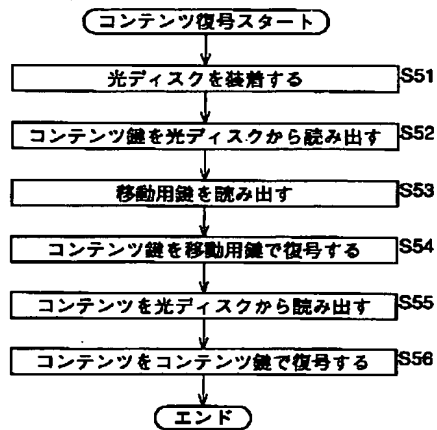 コンテンツ復号スタート
光ディスクを装着する S51
コンテンツ鍵を光ディスクから読み出す S52
移動用鍵を読み出す S53
コンテンツ鍵を移動用鍵で復号する S54
コンテンツを光ディスクから読み出す S55
コンテンツをコンテンツ鍵で復号する S56
エンド